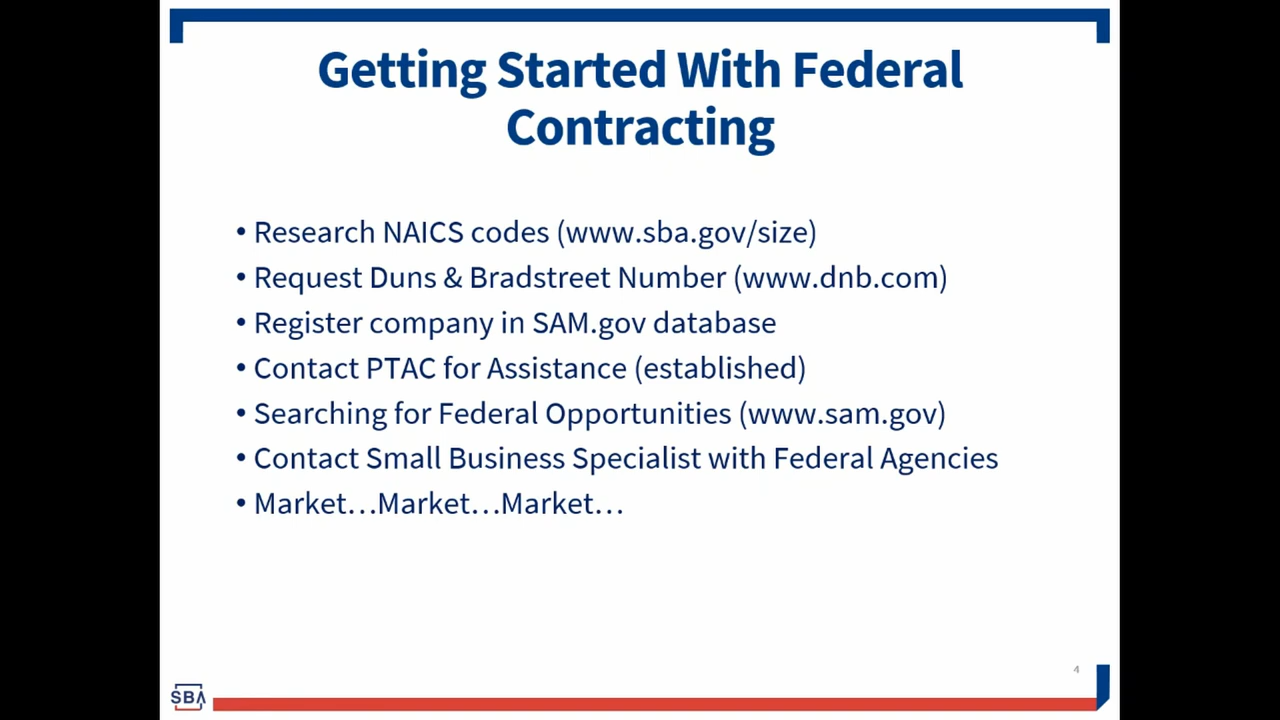 Getting Started With Federal
Contracting
• Research NAICS codes (www.sba.gov/size)
• Request Duns & Bradstreet Number (www.dnb.com)
• Register company in SAM.gov database
• Contact PTAC for Assistance (established)
• Searching for Federal Opportunities (www.sam.gov)
• Contact Small Business Specialist with Federal Agencies
• Market…Market…Market…
4
SBA